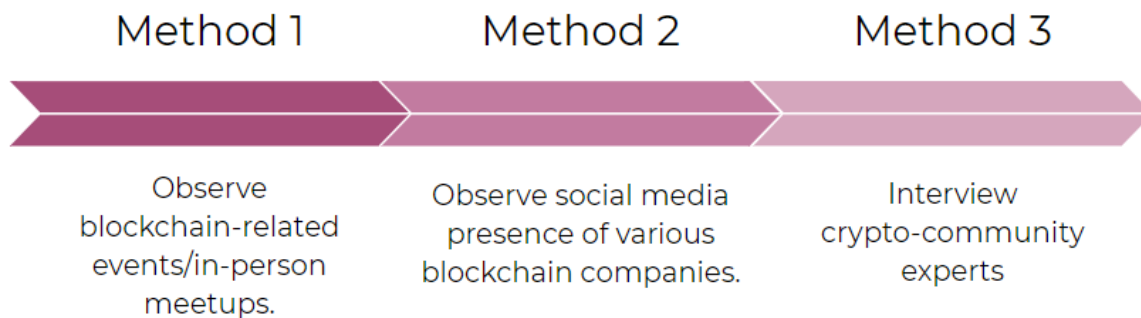 Method 1
Method 2
Method 3
Observe
blockchain-related
events/in-person
meetups.
Observe social media
presence of various
blockchain companies.
Interview
crypto-community
experts